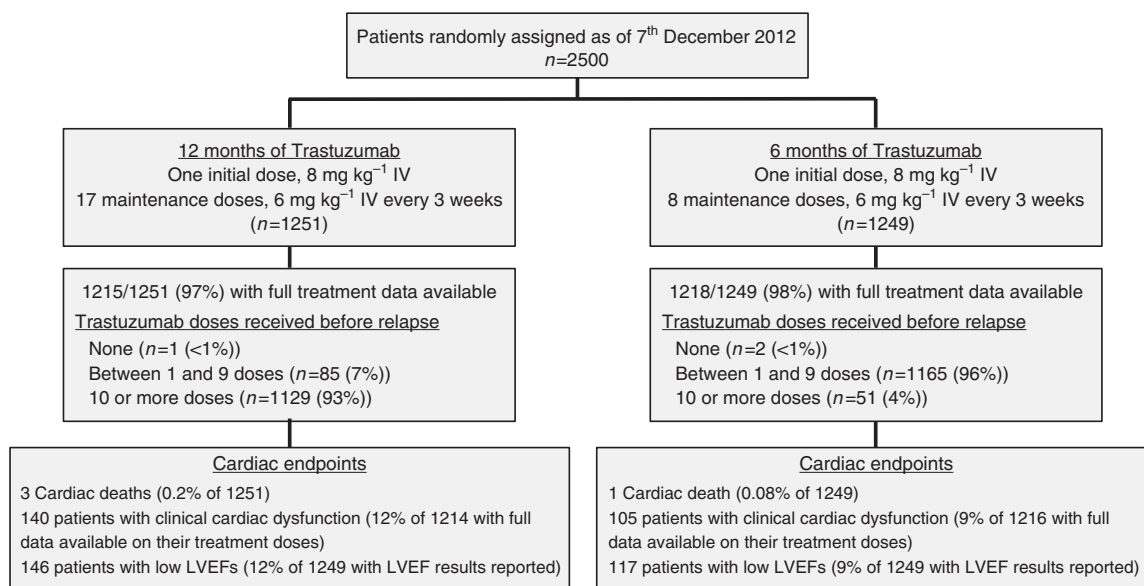 Patients randomly assigned as of 7th December 2012
n=2500
12 months of Trastuzumab
One initial dose, 8 mg kg–1 IV
17 maintenance doses, 6 mg kg–1 IV every 3 weeks
(n=1251)
6 months of Trastuzumab
One initial dose, 8 mg kg–1 IV
8 maintenance doses, 6 mg kg–1 IV every 3 weeks
(n=1249)
1215/1251 (97%) with full treatment data available
Trastuzumab doses received before relapse
None (n=1 (<1%))
Between 1 and 9 doses (n=85 (7%))
10 or more doses (n=1129 (93%))
1218/1249 (98%) with full treatment data available
Trastuzumab doses received before relapse
None (n=2 (<1%))
Between 1 and 9 doses (n=1165 (96%))
10 or more doses (n=51 (4%))
Cardiac endpoints
3 Cardiac deaths (0.2% of 1251)
140 patients with clinical cardiac dysfunction (12% of 1214 with full
data available on their treatment doses)
146 patients with low LVEFs (12% of 1249 with LVEF results reported)
Cardiac endpoints
1 Cardiac death (0.08% of 1249)
105 patients with clinical cardiac dysfunction (9% of 1216 with full
data available on their treatment doses)
117 patients with low LVEFs (9% of 1249 with LVEF results reported)